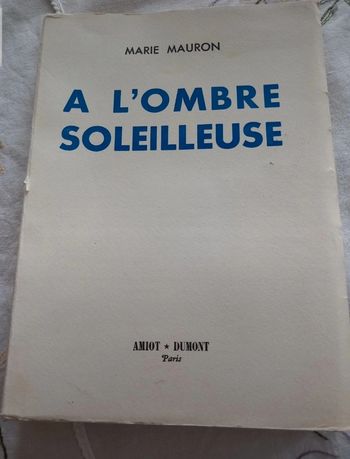 MARIE MAURON
A L'OMBRE
SOLEILLEUSE
AMIOT ★ DUMONT
Paris